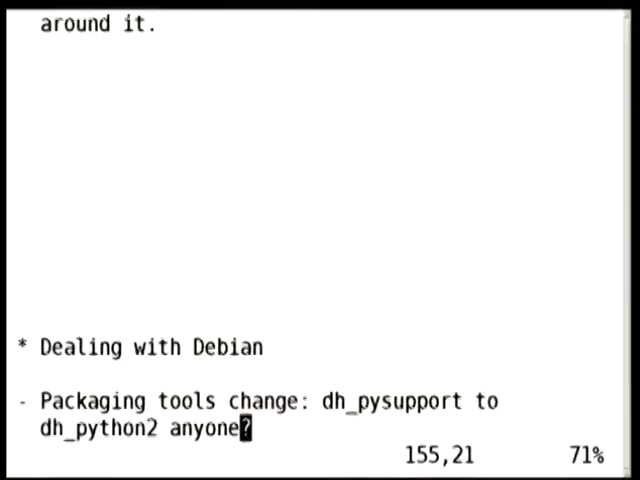 around it.
* Dealing with Debian
- Packaging tools change: dh_pysupport to
dh_python2 anyone?
155,21 71%